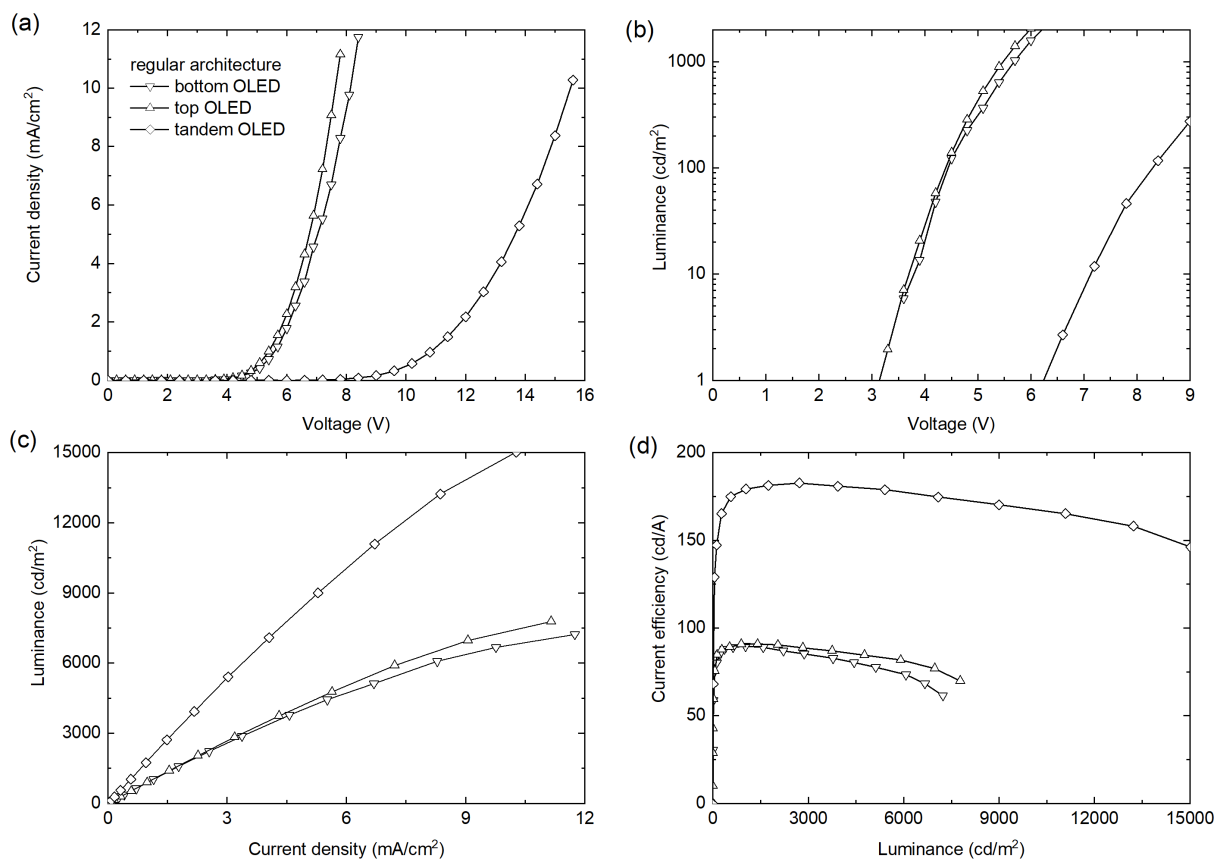 (a)
12
10
8
6
4
2
0
Current density (mA/cm²)
regular architecture
bottom OLED
top OLED
tandem OLED
0 2 4 6 8 10 12 14 16
Voltage (V)
(b)
1000
100
10
1
Luminance (cd/m²)
0 1 2 3 4 5 6 7 8 9
Voltage (V)
(c)
15000
12000
9000
6000
3000
0
Luminance (cd/m²)
0 3 6 9 12
Current density (mA/cm²)
(d)
200
150
100
50
0
Current efficiency (cd/A)
0 3000 6000 9000 12000 15000
Luminance (cd/m²)